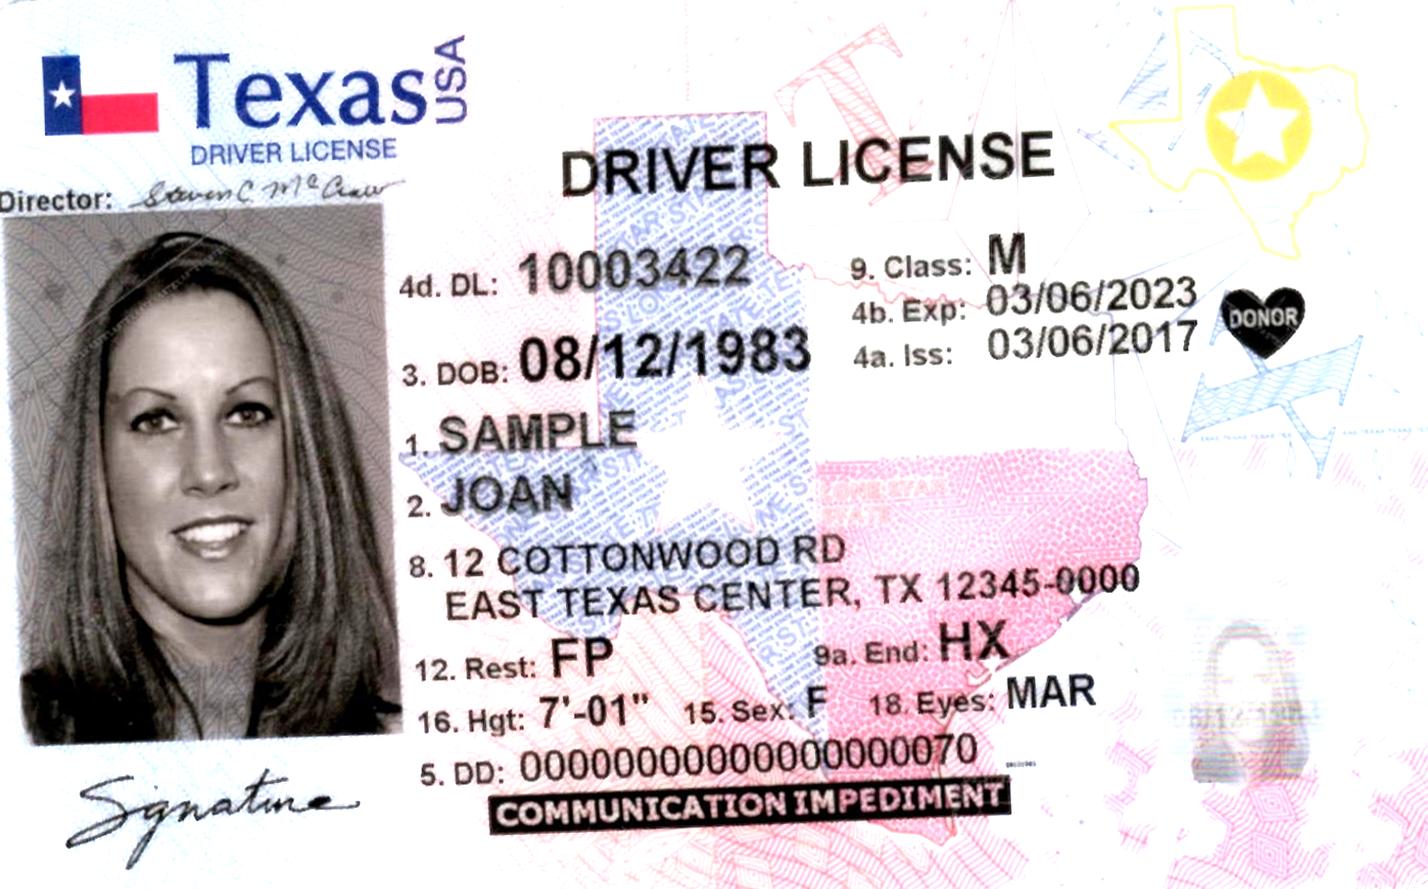 Texas USA
DRIVER LICENSE
Director: Steven C McCraw
DRIVER LICENSE
4d. DL: 10003422
9. Class: M
4b. Exp: 03/06/2023
4a. Iss: 03/06/2017
DONOR
3. DOB: 08/12/1983
1. SAMPLE
2. JOAN
8. 12 COTTONWOOD RD
EAST TEXAS CENTER, TX 12345-0000
12. Rest: FP
9a. End: HX
16. Hgt: 7'-01" 15. Sex: F 18. Eyes: MAR
5. DD: 00000000000000000070
COMMUNICATION IMPEDIMENT
Signature
LONE STAR
STATE